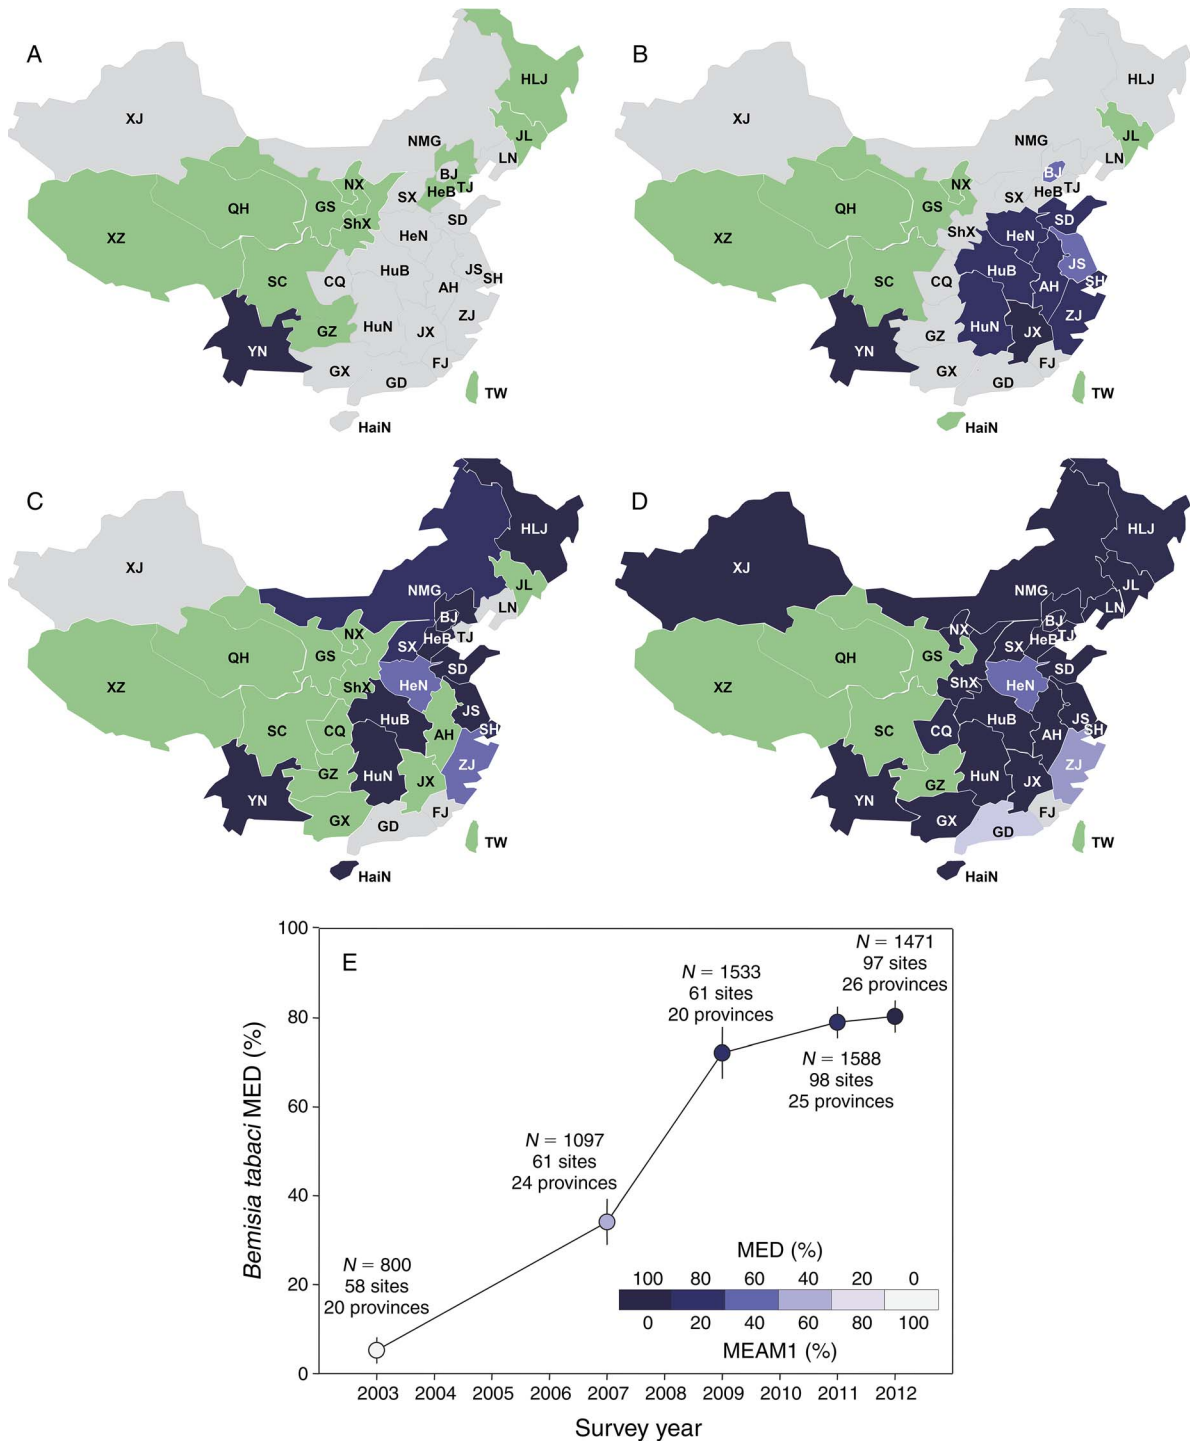 A
XJ
HLJ
JL
NMG
LN
BJ
NX
HeB
TJ
SX
QH
GS
SD
ShX
HeN
XZ
HuB
JS
SC
CQ
SH
AH
ZJ
HuN
GZ
JX
YN
FJ
GX
GD
TW
HaiN
B
HLJ
XJ
JL
NMG
LN
BJ
NX
HeB
TJ
SX
QH
GS
SD
ShX
HeN
XZ
JS
HuB
SC
CQ
SH
AH
ZJ
HuN
GZ
JX
YN
FJ
GX
GD
TW
HaiN
C
HLJ
XJ
JL
NMG
LN
BJ
NX
HeB
TJ
SX
QH
GS
SD
ShX
HeN
XZ
JS
HuB
SC
CQ
SH
AH
ZJ
GZ
HuN
JX
YN
GX
GD
FJ
TW
HaiN
D
HLJ
XJ
JL
NMG
LN
BJ
NX
HeB
TJ
SX
QH
GS
SD
ShX
HeN
XZ
JS
HuB
SC
CQ
SH
AH
ZJ
HuN
GZ
JX
YN
FJ
GX
GD
TW
HaiN
E
Bemisia tabaci MED (%)
100
80
60
40
20
0
N = 800
58 sites
20 provinces
N = 1097
61 sites
24 provinces
N = 1533
61 sites
20 provinces
N = 1588
98 sites
25 provinces
N = 1471
97 sites
26 provinces
MED (%)
100 80 60 40 20 0
0 20 40 60 80 100
MEAM1 (%)
2003 2004 2005 2006 2007 2008 2009 2010 2011 2012
Survey year